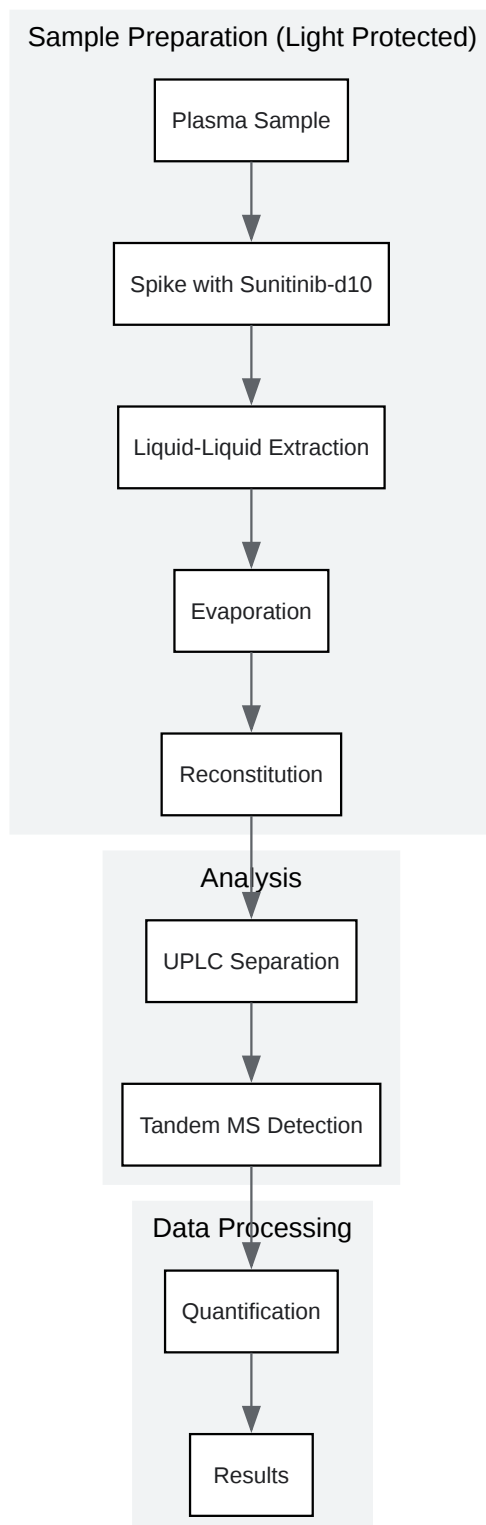 Sample Preparation (Light Protected)
Plasma Sample
Spike with Sunitinib-d10
Liquid-Liquid Extraction
Evaporation
Reconstitution
Analysis
UPLC Separation
Tandem MS Detection
Data Processing
Quantification
Results